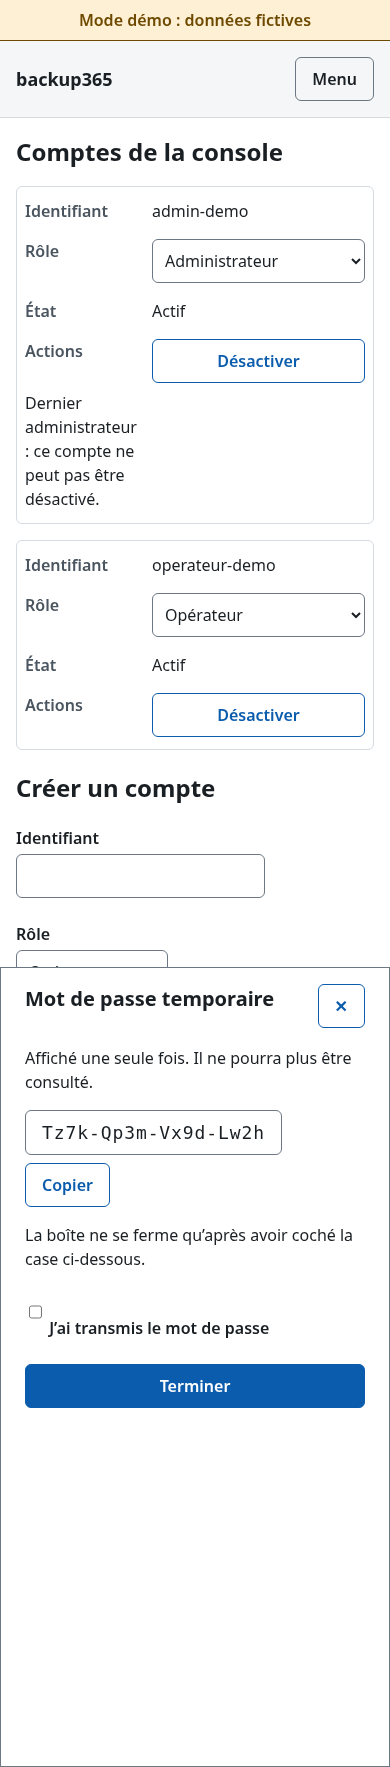 Mode démo : données fictives
backup365
Menu
Comptes de la console
Identifiant admin-demo
Rôle Administrateur
État Actif
Actions Désactiver
Dernier
administrateur
: ce compte ne
peut pas être
désactivé.
Identifiant operateur-demo
Rôle Opérateur
État Actif
Actions Désactiver
Créer un compte
Identifiant
Rôle
Mot de passe temporaire ×
Affiché une seule fois. Il ne pourra plus être
consulté.
Tz7k-Qp3m-Vx9d-Lw2h
Copier
La boîte ne se ferme qu’après avoir coché la
case ci-dessous.
J’ai transmis le mot de passe
Terminer